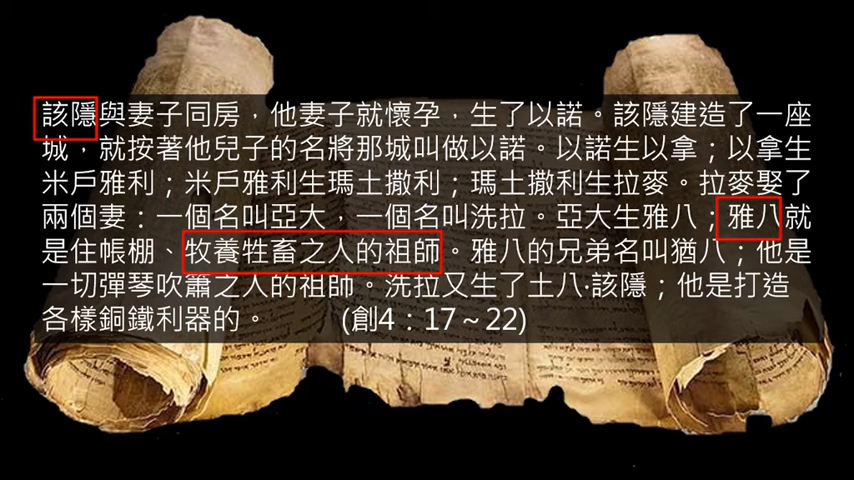 該隱與妻子同房，他妻子就懷孕，生了以諾。該隱建造了一座
城，就按著他兒子的名將那城叫做以諾。以諾生以拿；以拿生
米戶雅利；米戶雅利生瑪土撒利；瑪土撒利生拉麥。拉麥娶了
兩個妻：一個名叫亞大，一個名叫洗拉。亞大生雅八；雅八就
是住帳棚、牧養牲畜之人的祖師。雅八的兄弟名叫猶八；他是
一切彈琴吹簫之人的祖師。洗拉又生了土八·該隱；他是打造
各樣銅鐵利器的。 (創4：17～22)